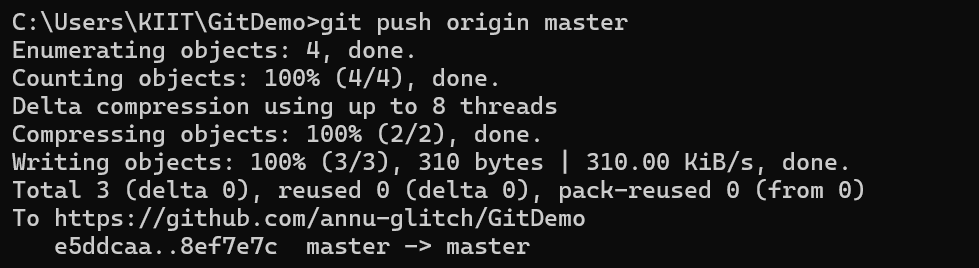 C:\Users\KIIT\GitDemo>git push origin master
Enumerating objects: 4, done.
Counting objects: 100% (4/4), done.
Delta compression using up to 8 threads
Compressing objects: 100% (2/2), done.
Writing objects: 100% (3/3), 310 bytes | 310.00 KiB/s, done.
Total 3 (delta 0), reused 0 (delta 0), pack-reused 0 (from 0)
To https://github.com/annu-glitch/GitDemo
   e5ddcaa..8ef7e7c  master -> master